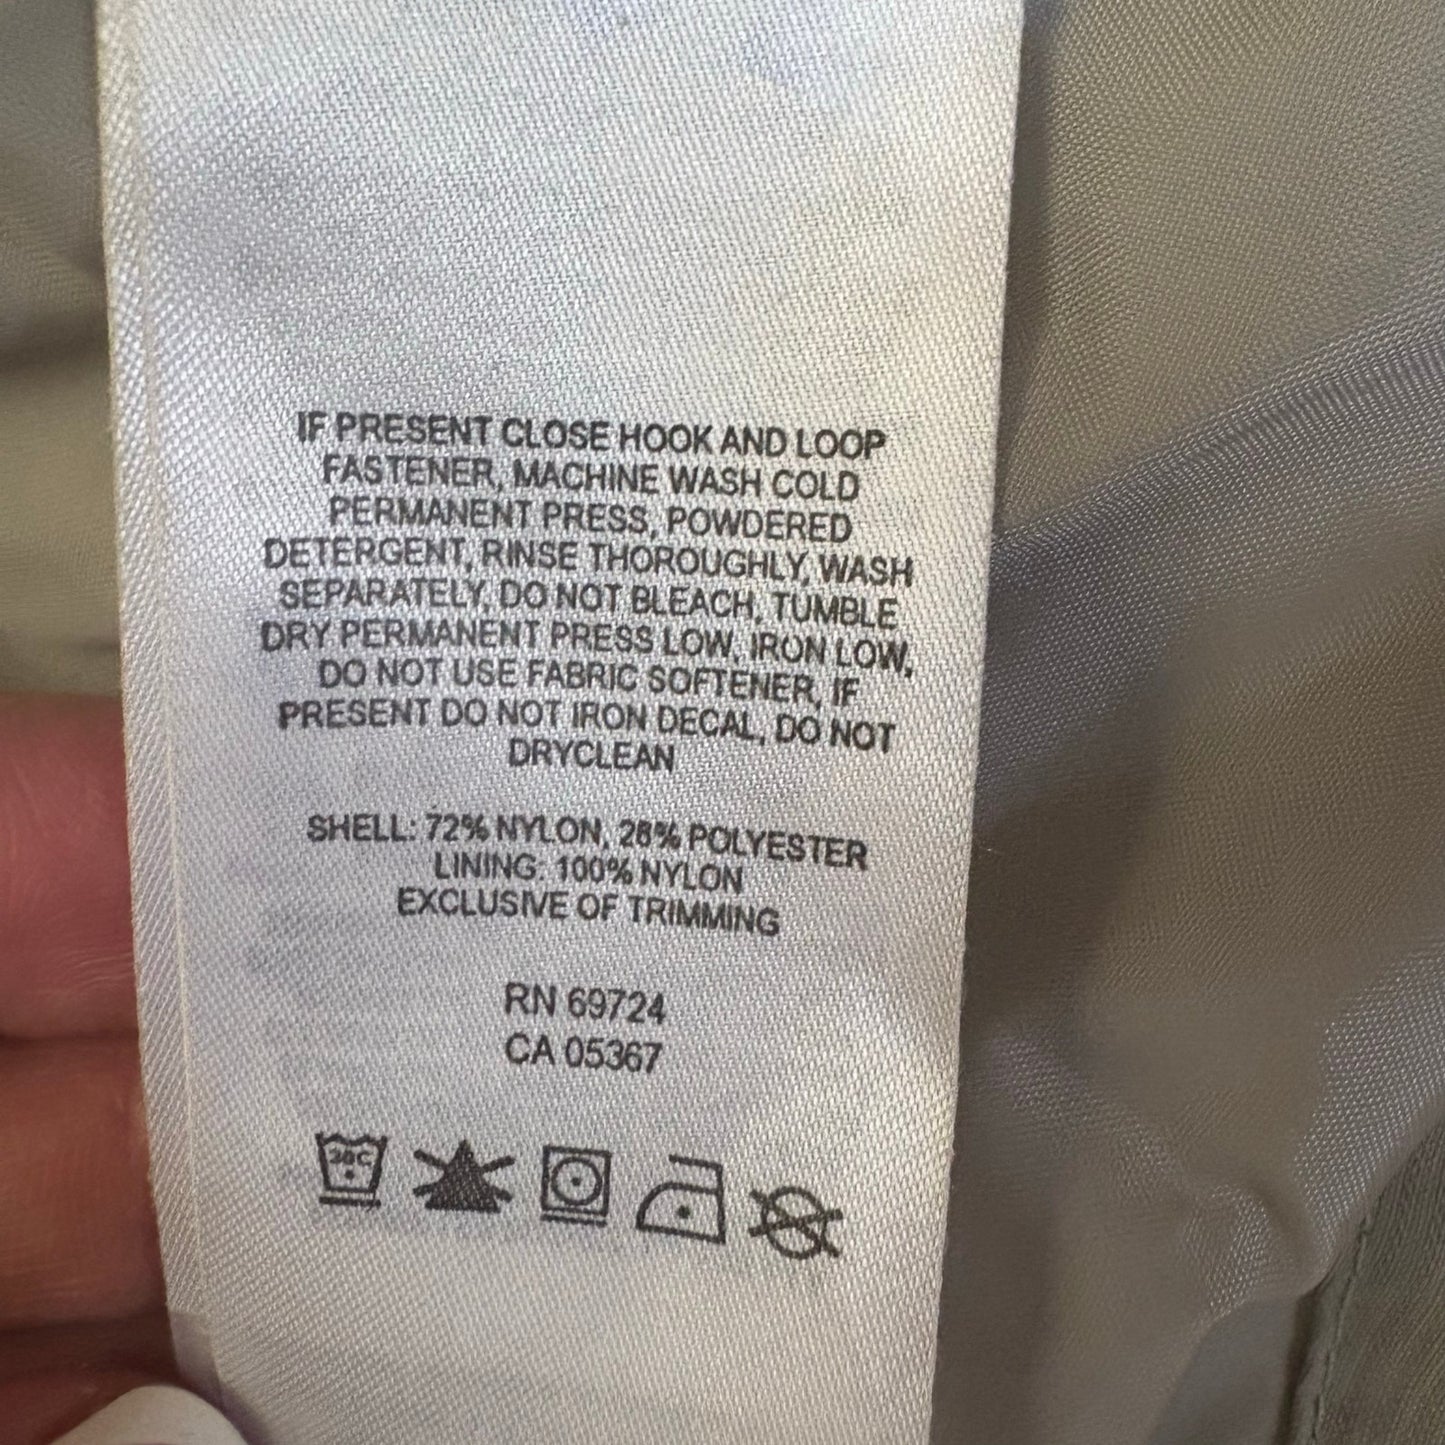 IF PRESENT CLOSE HOOK AND LOOP
FASTENER, MACHINE WASH COLD
PERMANENT PRESS, POWDERED
DETERGENT, RINSE THOROUGHLY, WASH
SEPARATELY, DO NOT BLEACH, TUMBLE
DRY PERMANENT PRESS LOW, IRON LOW,
DO NOT USE FABRIC SOFTENER, IF
PRESENT DO NOT IRON DECAL, DO NOT
DRYCLEAN
SHELL: 72% NYLON, 28% POLYESTER
LINING: 100% NYLON
EXCLUSIVE OF TRIMMING
RN 69724
CA 05367
30C